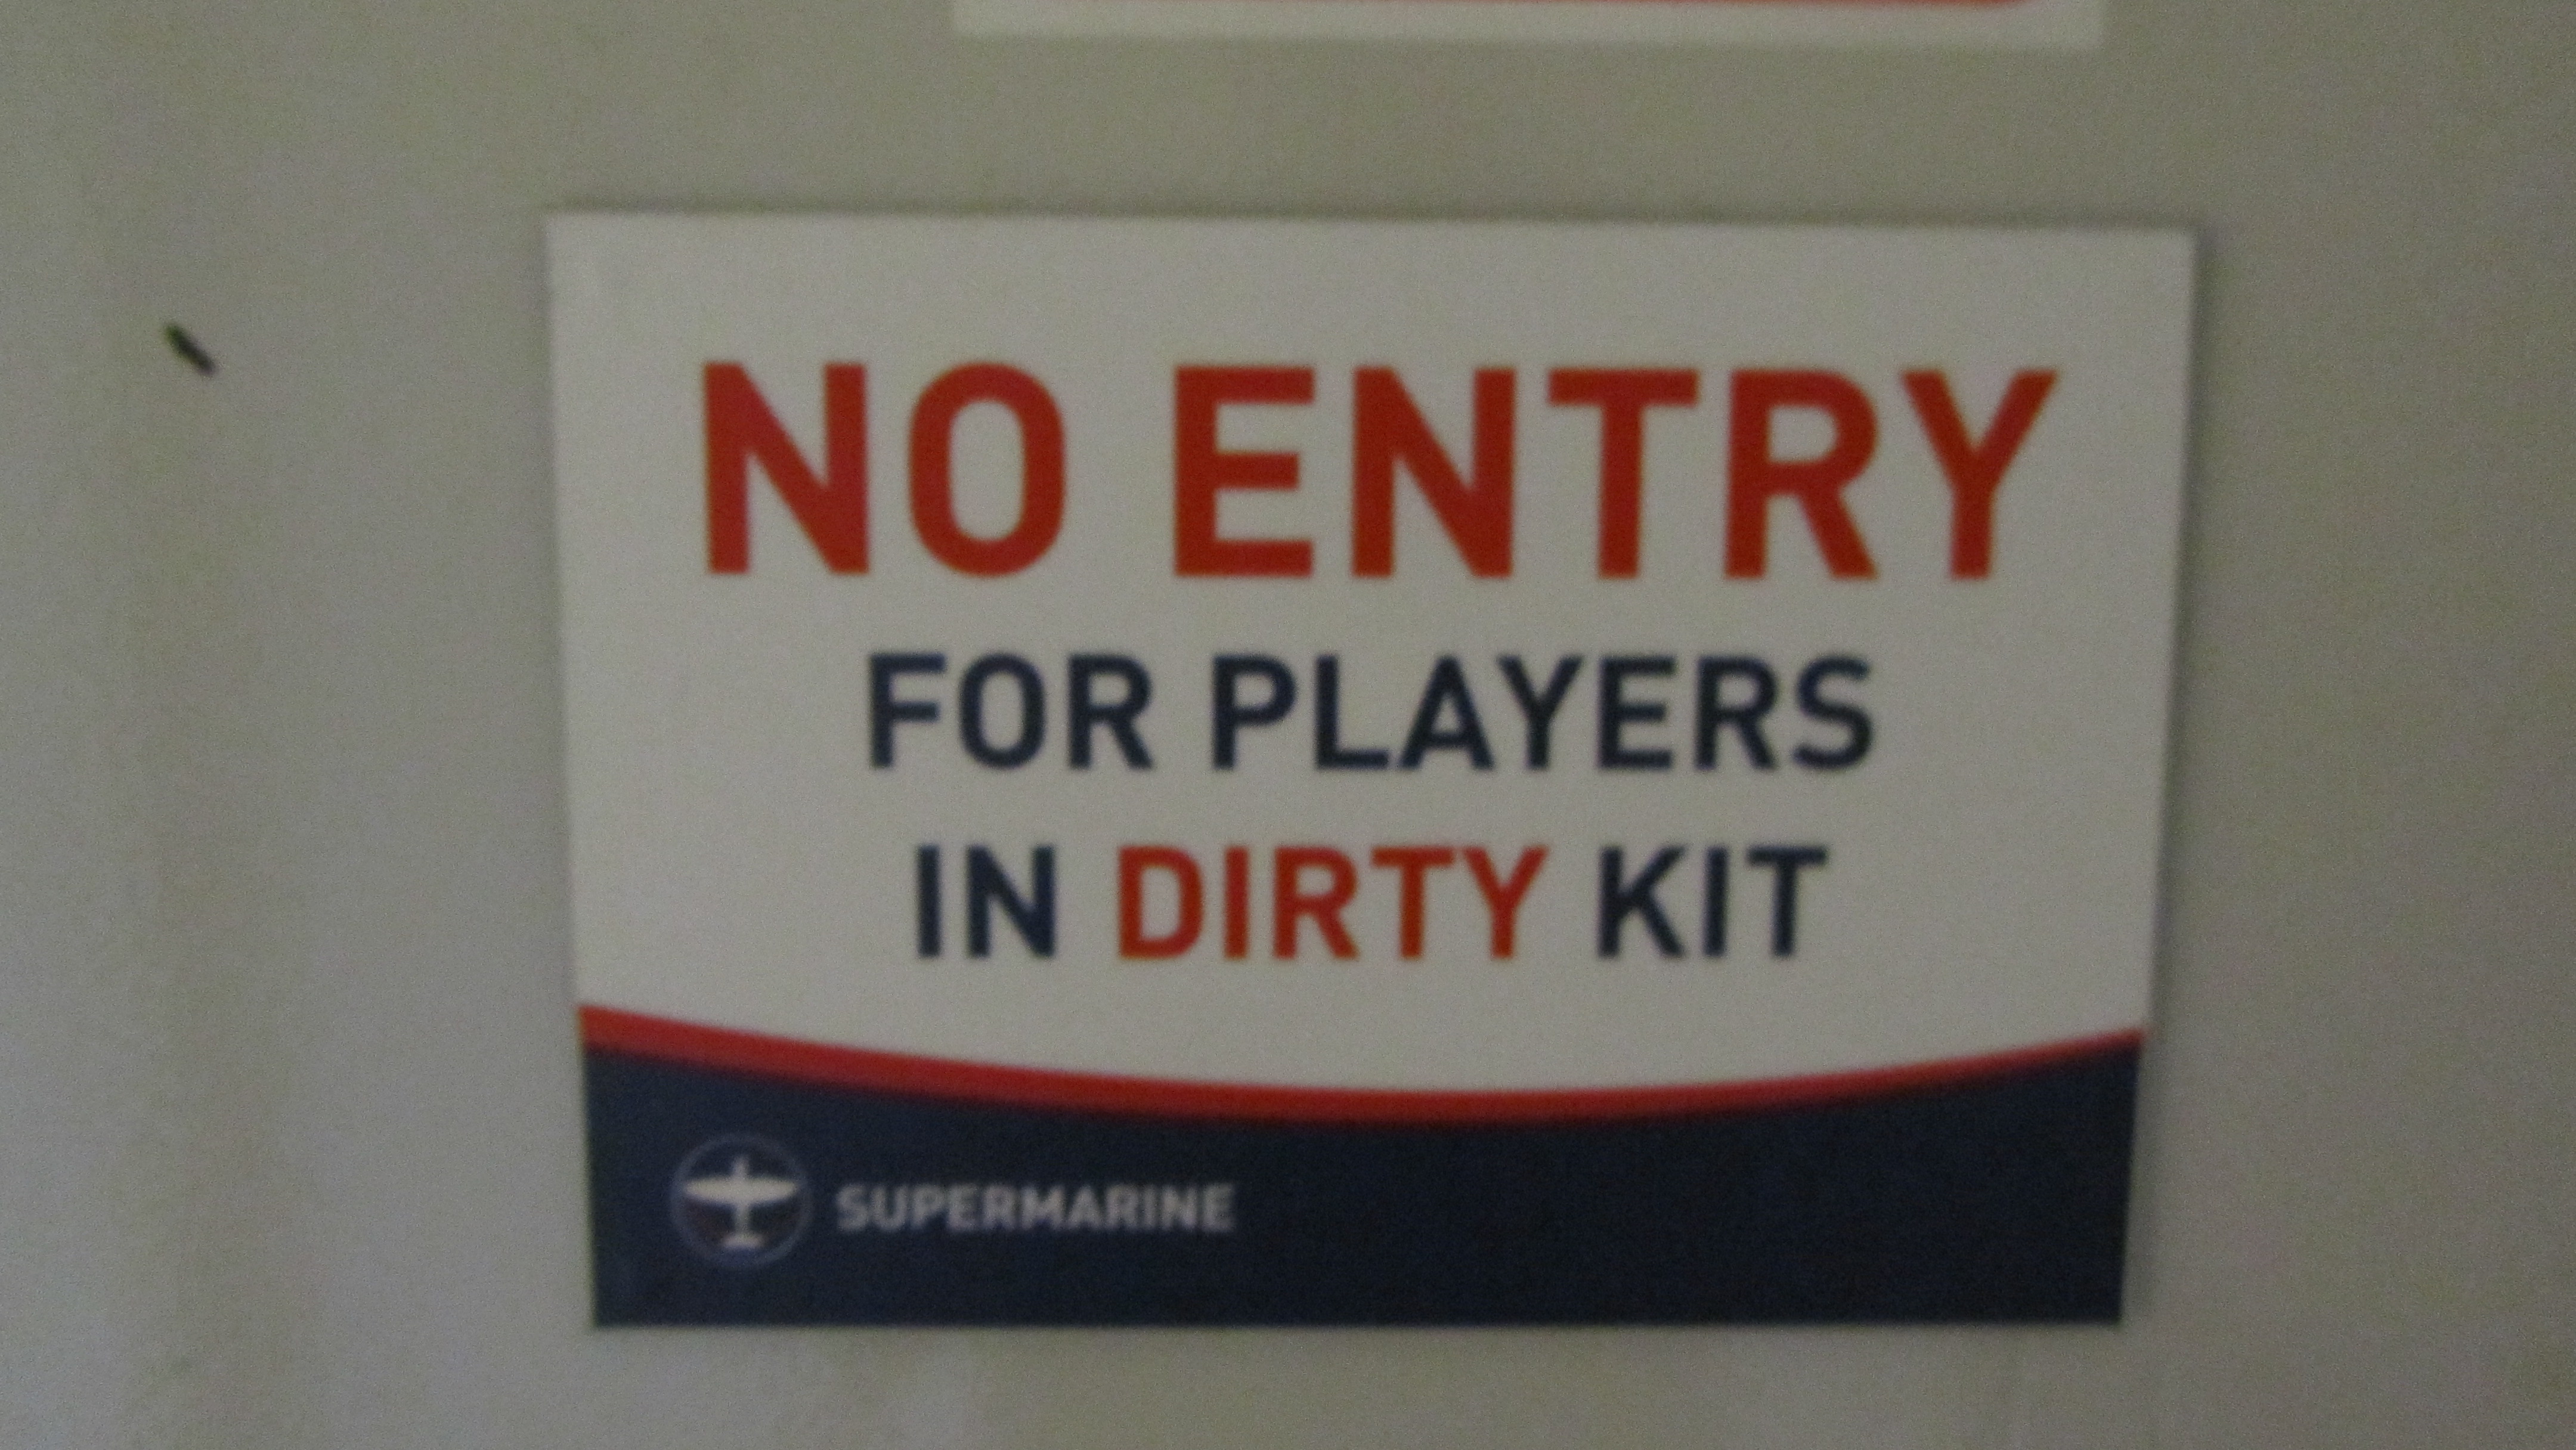 NO ENTRY
FOR PLAYERS
IN DIRTY KIT
SUPERMARINE